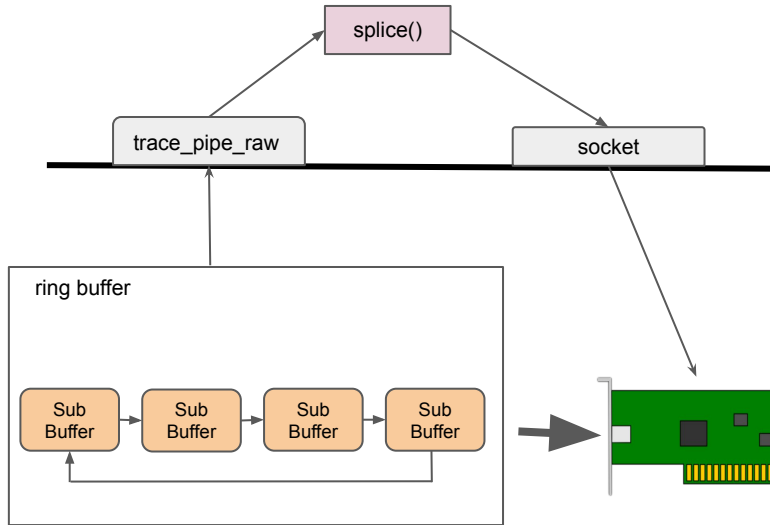 splice()
trace_pipe_raw
socket
ring buffer
Sub
Buffer
Sub
Buffer
Sub
Buffer
Sub
Buffer